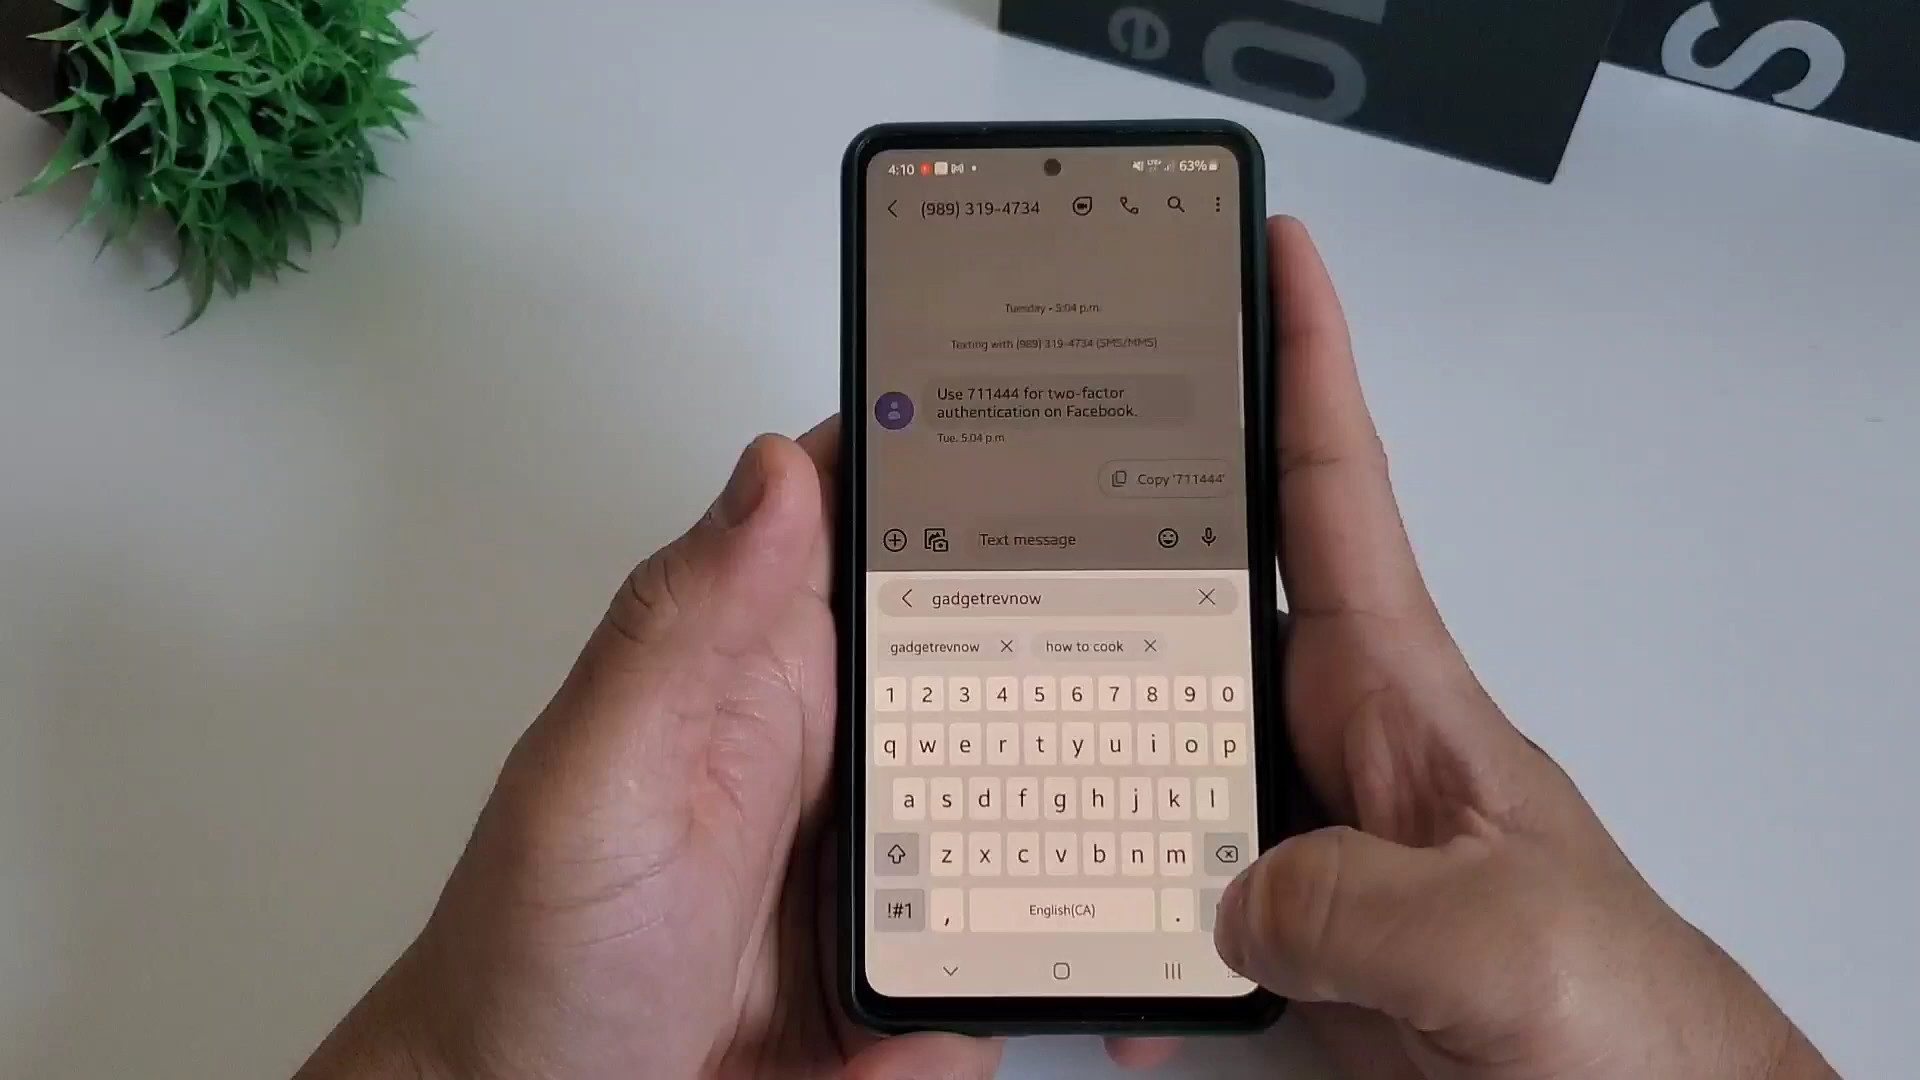 4:10 63%
(989) 319-4734
Tuesday • 5:04 p.m.
Texting with (989) 319-4734 (SMS/MMS)
Use 711444 for two-factor
authentication on Facebook.
Tue. 5:04 p.m.
Copy '711444'
Text message
gadgetrevnow
gadgetrevnow how to cook
1 2 3 4 5 6 7 8 9 0
q w e r t y u i o p
a s d f g h j k l
z x c v b n m
!#1 , English(CA) .
e
S